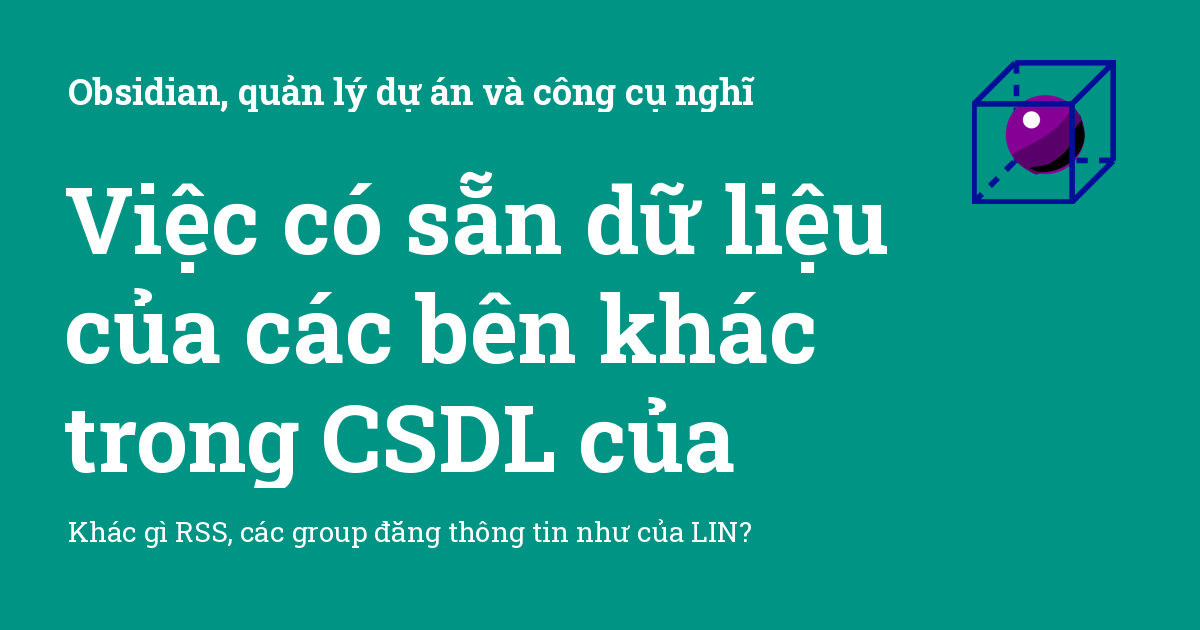 Obsidian, quản lý dự án và công cụ nghĩ
Việc có sẵn dữ liệu
của các bên khác
trong CSDL của
Khác gì RSS, các group đăng thông tin như của LIN?